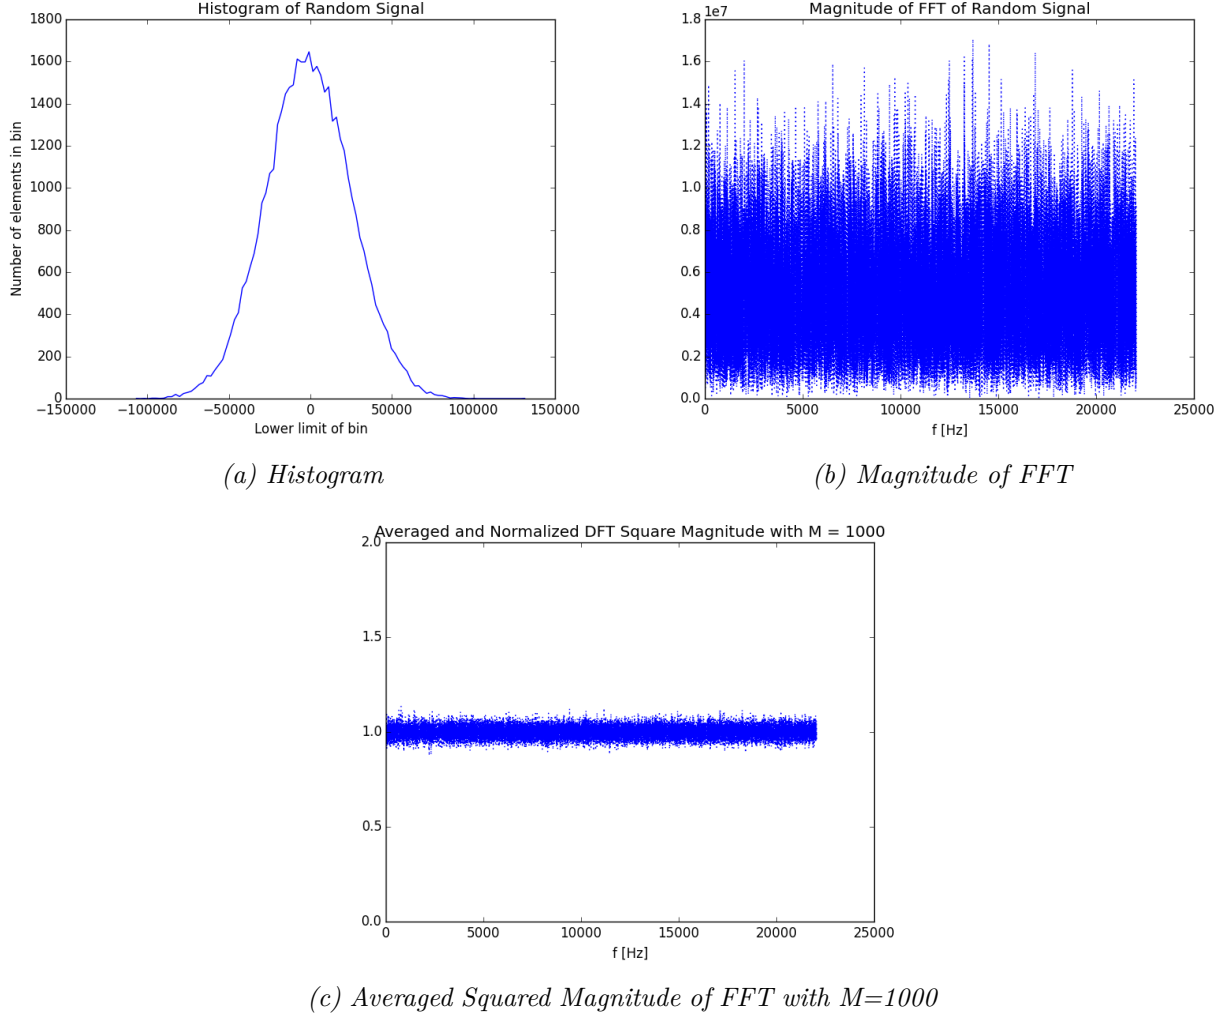 Histogram of Random Signal
1800
1600
1400
1200
1000
800
600
400
200
0
Number of elements in bin
−150000 −100000 −50000 0 50000 100000 150000
Lower limit of bin
(a) Histogram
Magnitude of FFT of Random Signal
1e7
1.8
1.6
1.4
1.2
1.0
0.8
0.6
0.4
0.2
0.0
0 5000 10000 15000 20000 25000
f [Hz]
(b) Magnitude of FFT
Averaged and Normalized DFT Square Magnitude with M = 1000
2.0
1.5
1.0
0.5
0.0
0 5000 10000 15000 20000 25000
f [Hz]
(c) Averaged Squared Magnitude of FFT with M=1000